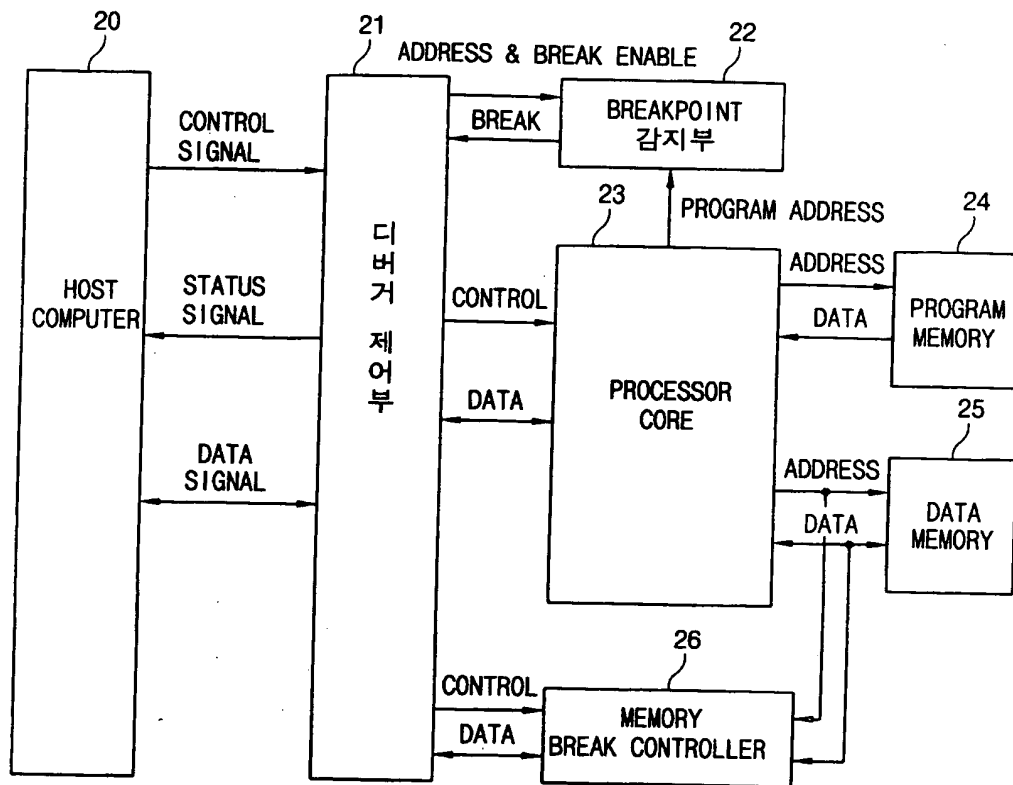 20
21
22
ADDRESS & BREAK ENABLE
BREAK
BREAKPOINT
감지부
CONTROL
SIGNAL
23
PROGRAM ADDRESS
24
HOST
COMPUTER
STATUS
SIGNAL
디버거 제어부
CONTROL
DATA
PROCESSOR
CORE
ADDRESS
DATA
PROGRAM
MEMORY
25
DATA
SIGNAL
ADDRESS
DATA
DATA
MEMORY
26
CONTROL
DATA
MEMORY
BREAK CONTROLLER